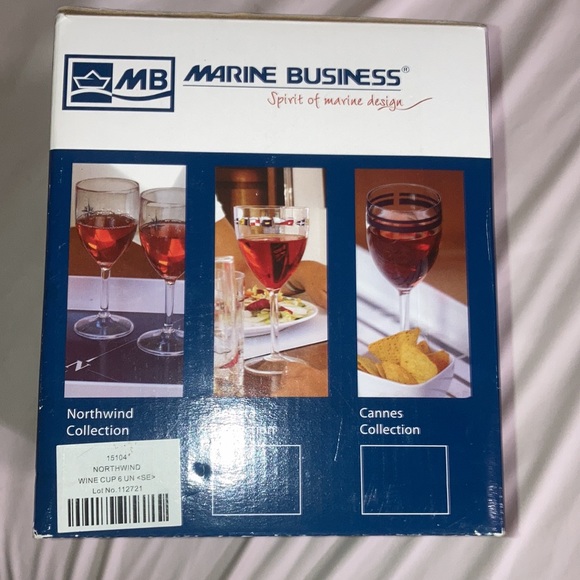 MB MARINE BUSINESS®
Spirit of marine design
Northwind
Collection
Cannes
Collection
15104
NORTHWIND
WINE CUP 6 UN <SE>
Lot No.112721